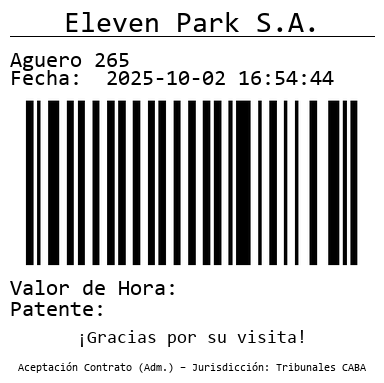 Eleven Park S.A.
Aguero 265
Fecha:  2025-10-02 16:54:44
Valor de Hora:
Patente:
¡Gracias por su visita!
Aceptación Contrato (Adm.) – Jurisdicción: Tribunales CABA